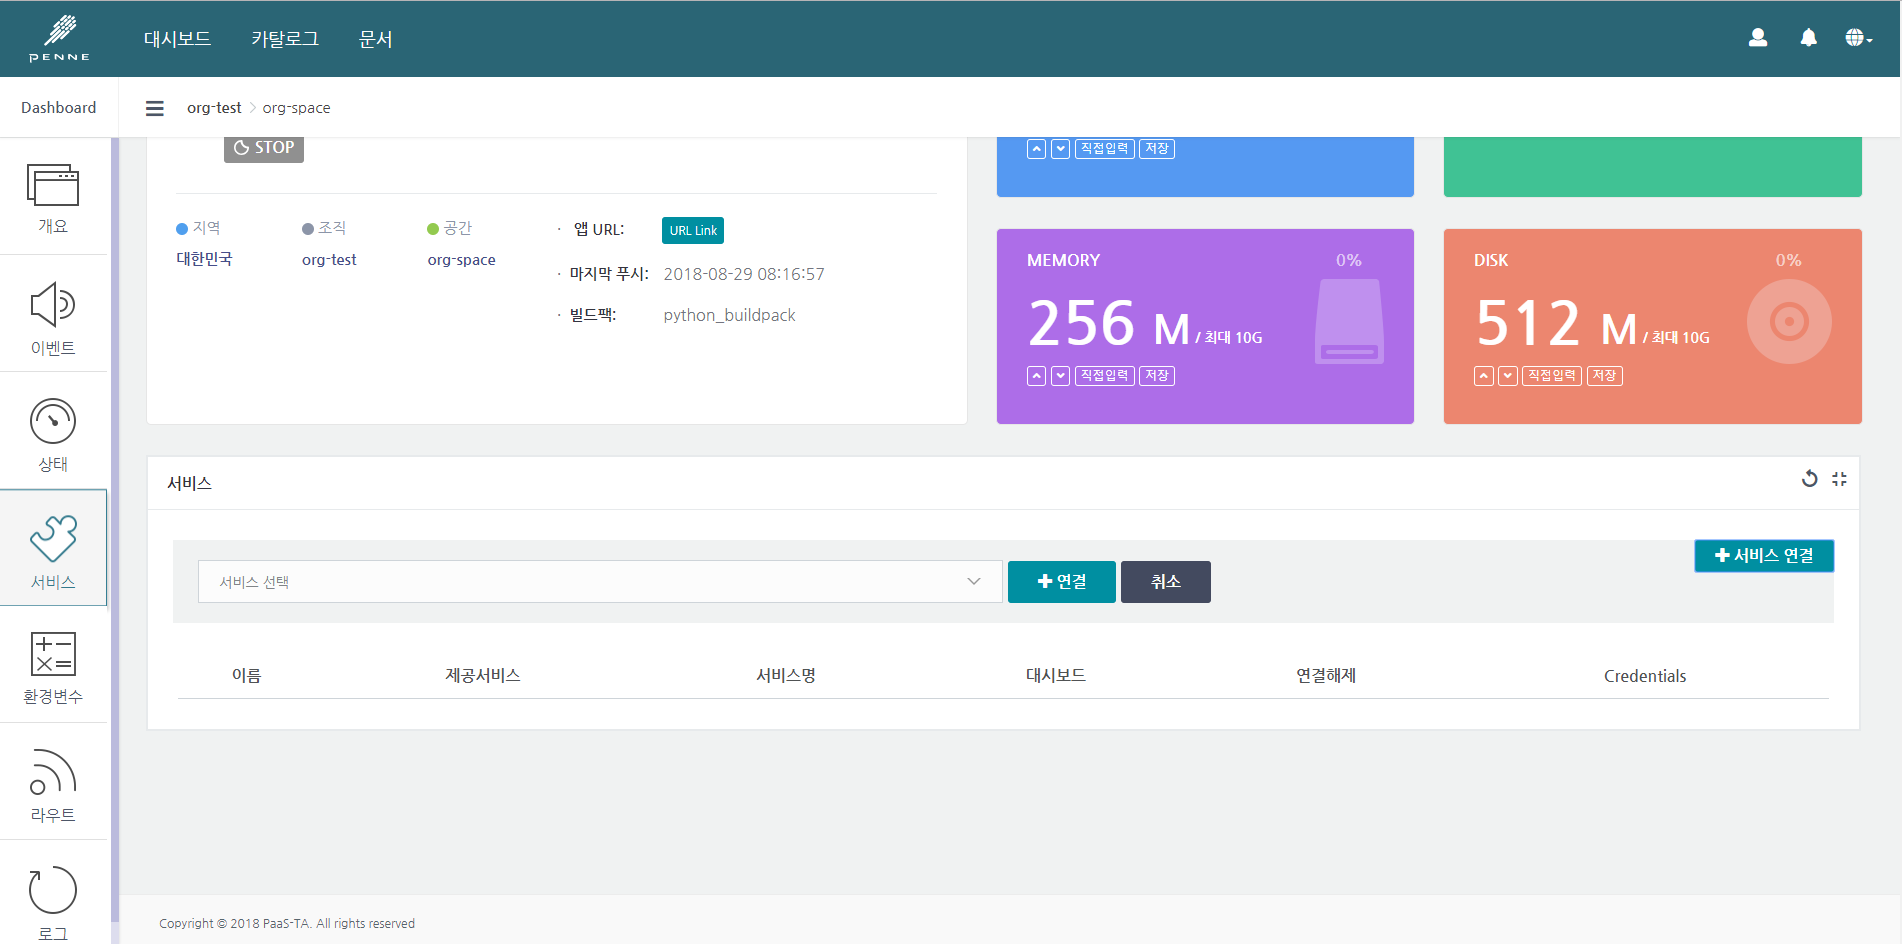 PENNE
대시보드 카탈로그 문서
Dashboard
org-test org-space
개요
이벤트
상태
서비스
환경변수
라우트
로그
STOP
지역 조직 공간
대한민국 org-test org-space
· 앱 URL: URL Link
· 마지막 푸시: 2018-08-29 08:16:57
· 빌드팩: python_buildpack
직접입력 저장
MEMORY 0%
256 M / 최대 10G
직접입력 저장
DISK 0%
512 M / 최대 10G
직접입력 저장
서비스
서비스 연결
서비스 선택 연결 취소
이름 제공서비스 서비스명 대시보드 연결해제 Credentials
Copyright © 2018 PaaS-TA. All rights reserved